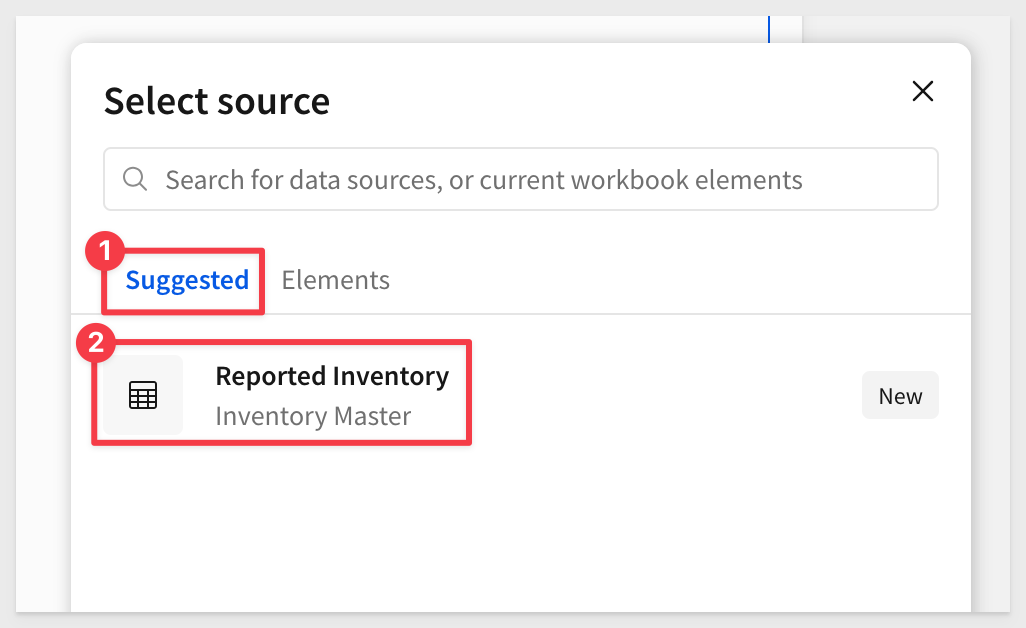 Select source
Search for data sources, or current workbook elements
1
Suggested Elements
2
Reported Inventory
Inventory Master
New